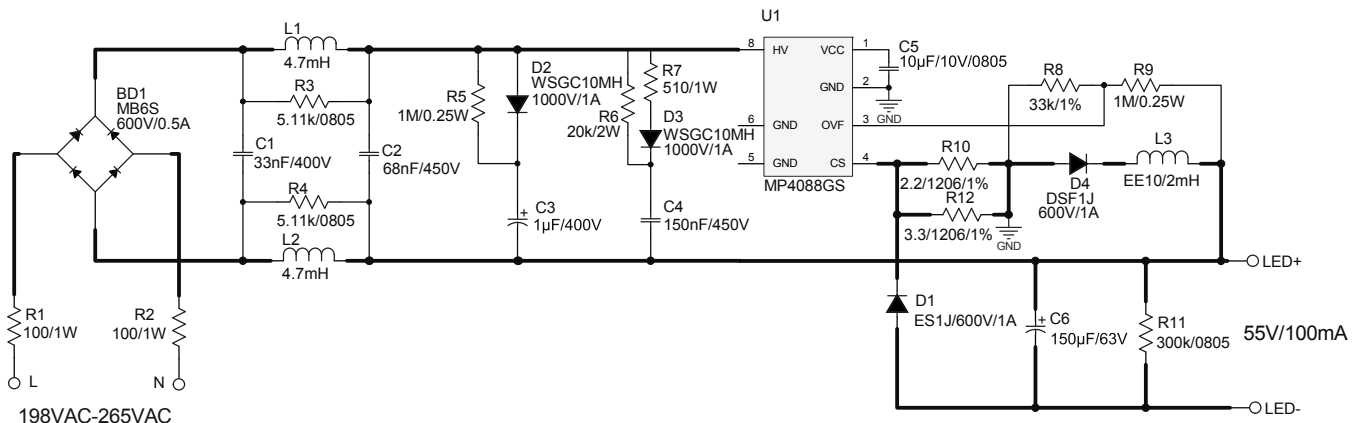 U1
L1
4.7mH
8
HV
VCC
1
C5
10µF/10V/0805
GND
2
GND
6
GND
OVF
3
5
GND
CS
4
MP4088GS
BD1
MB6S
600V/0.5A
R3
5.11k/0805
C1
33nF/400V
C2
68nF/450V
R4
5.11k/0805
L2
4.7mH
R5
1M/0.25W
D2
WSGC10MH
1000V/1A
R7
510/1W
R6
20k/2W
D3
WSGC10MH
1000V/1A
C3
+
1µF/400V
C4
150nF/450V
R8
33k/1%
R9
1M/0.25W
R10
2.2/1206/1%
R12
3.3/1206/1%
GND
D4
DSF1J
600V/1A
L3
EE10/2mH
LED+
R1
100/1W
R2
100/1W
D1
ES1J/600V/1A
+
C6
150µF/63V
R11
300k/0805
55V/100mA
L
N
LED-
198VAC-265VAC